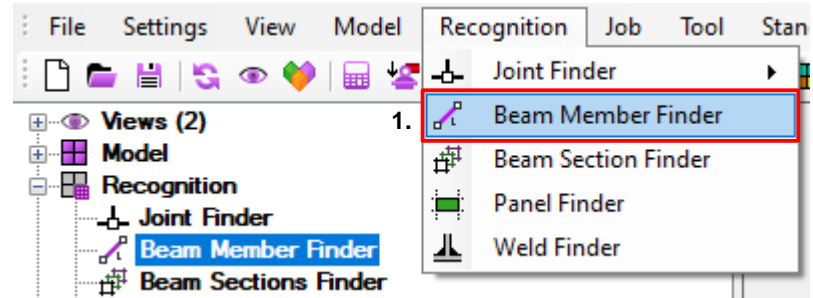 File Settings View Model Recognition Job Tool Stan
Joint Finder
1. Beam Member Finder
Beam Section Finder
Panel Finder
Weld Finder
Views (2)
Model
Recognition
Joint Finder
Beam Member Finder
Beam Sections Finder